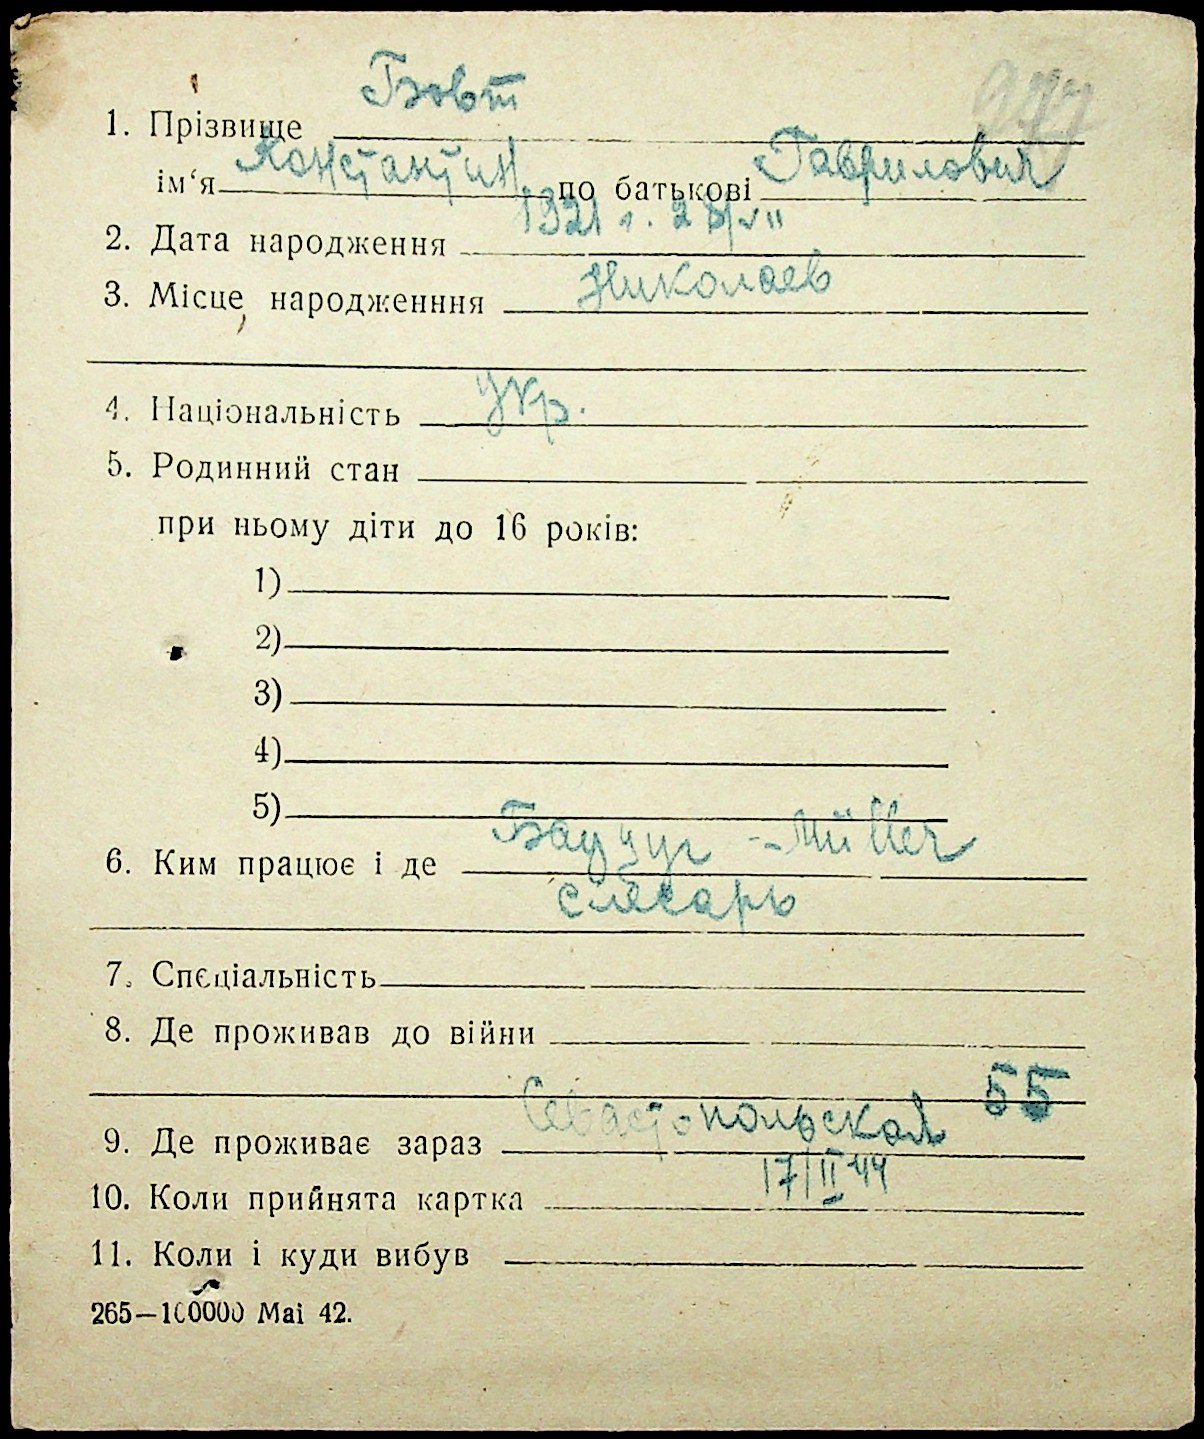 977
1. Прізвище Бовт
ім‘я Константин по батькові Гаврилович
2. Дата народження 1921 г. 28/VII
3. Місце народженння Николаев
4. Національність укр.
5. Родинний стан
при ньому діти до 16 років:
1)
2)
3)
4)
5)
6. Ким працює і де Бауцуг - Müller
слесарь
7. Спеціальність
8. Де проживав до війни
9. Де проживає зараз Севастопольская 55
10. Коли прийнята картка 17/II 44
11. Коли і куди вибув
265—100000 Mai 42.